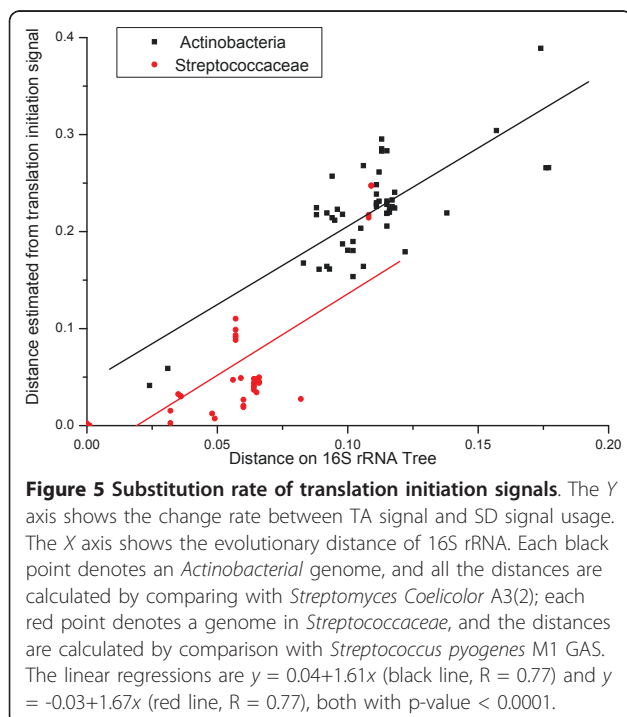 Actinobacteria
Streptococcaceae
Distance estimated from translation initiation signal
0.4
0.3
0.2
0.1
0.0
0.00 0.05 0.10 0.15 0.20
Distance on 16S rRNA Tree
Figure 5 Substitution rate of translation initiation signals. The Y
axis shows the change rate between TA signal and SD signal usage.
The X axis shows the evolutionary distance of 16S rRNA. Each black
point denotes an Actinobacterial genome, and all the distances are
calculated by comparing with Streptomyces Coelicolor A3(2); each
red point denotes a genome in Streptococcaceae, and the distances
are calculated by comparison with Streptococcus pyogenes M1 GAS.
The linear regressions are y = 0.04+1.61x (black line, R = 0.77) and y
= -0.03+1.67x (red line, R = 0.77), both with p-value < 0.0001.